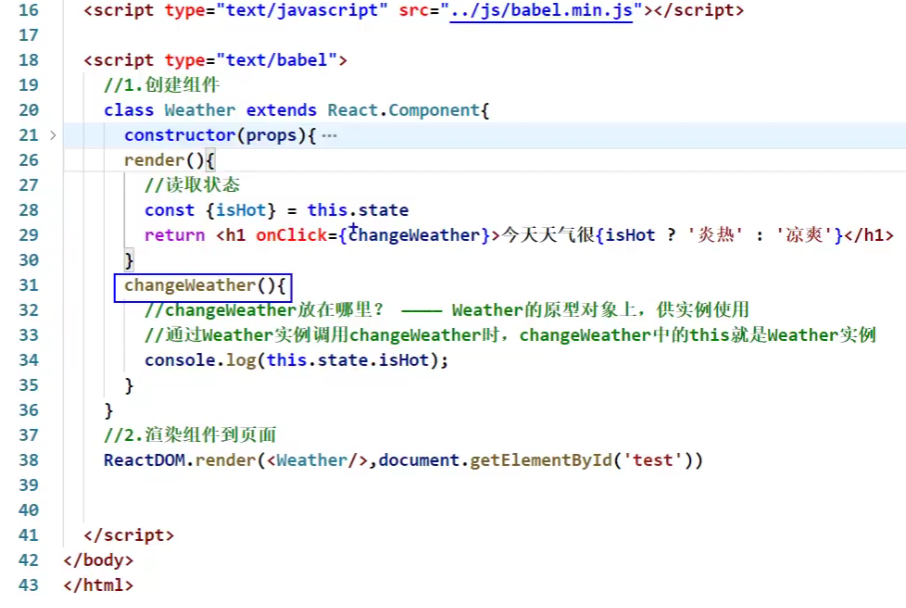 16 <script type="text/javascript" src="../js/babel.min.js"></script>
17
18 <script type="text/babel">
19 //1.创建组件
20 class Weather extends React.Component{
21 constructor(props){ ···
26 render(){
27 //读取状态
28 const {isHot} = this.state
29 return <h1 onClick={changeWeather}>今天天气很{isHot ? '炎热' : '凉爽'}</h1>
30 }
31 changeWeather(){
32 //changeWeather放在哪里？ ———— Weather的原型对象上，供实例使用
33 //通过Weather实例调用changeWeather时，changeWeather中的this就是Weather实例
34 console.log(this.state.isHot);
35 }
36 }
37 //2.渲染组件到页面
38 ReactDOM.render(<Weather/>,document.getElementById('test'))
39
40
41 </script>
42 </body>
43 </html>